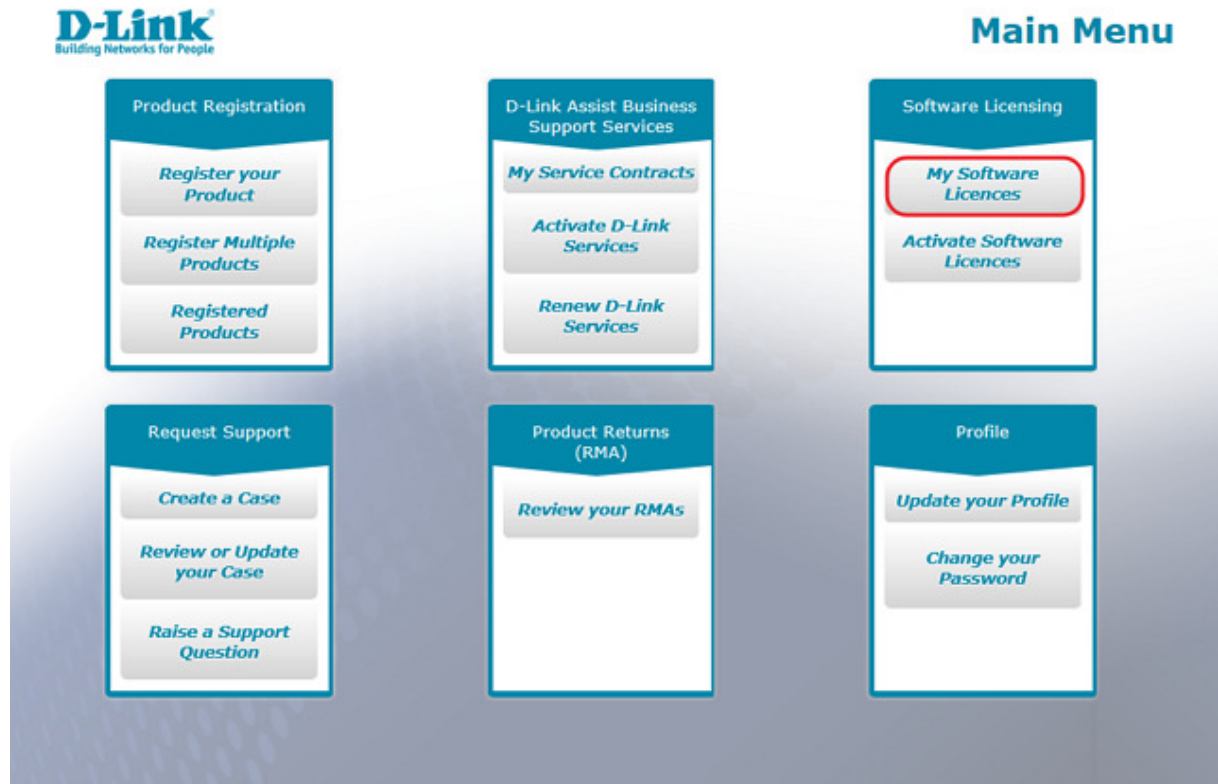 D-Link
Building Networks for People
Main Menu
Product Registration
Register your
Product
Register Multiple
Products
Registered
Products
D-Link Assist Business
Support Services
My Service Contracts
Activate D-Link
Services
Renew D-Link
Services
Software Licensing
My Software
Licences
Activate Software
Licences
Request Support
Create a Case
Review or Update
your Case
Raise a Support
Question
Product Returns
(RMA)
Review your RMAs
Profile
Update your Profile
Change your
Password